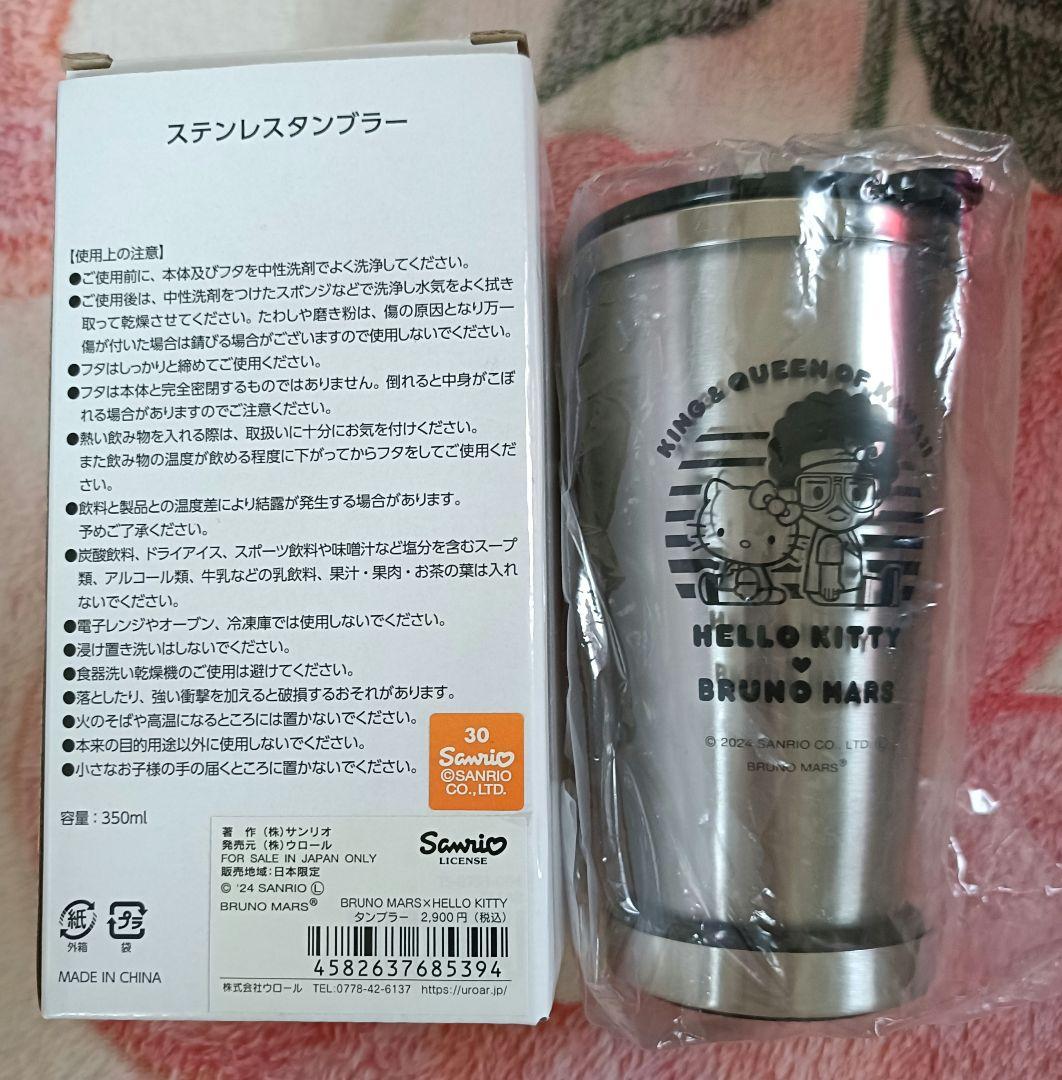 ステンレスタンブラー
【使用上の注意】
●ご使用前に、本体及びフタを中性洗剤でよく洗浄してください。
●ご使用後は、中性洗剤をつけたスポンジなどで洗浄し水気をよく拭き
取って乾燥させてください。たわしや磨き粉は、傷の原因となり万一
傷が付いた場合は錆びる場合がございますので使用しないでください。
●フタはしっかりと締めてご使用ください。
●フタは本体と完全密閉するものではありません。倒れると中身がこぼ
れる場合がありますのでご注意ください。
●熱い飲み物を入れる際は、取扱いに十分にお気を付けください。
また飲み物の温度が飲める程度に下がってからフタをしてご使用くだ
さい。
●飲料と製品との温度差により結露が発生する場合があります。
予めご了承ください。
●炭酸飲料、ドライアイス、スポーツ飲料や味噌汁など塩分を含むスープ
類、アルコール類、牛乳などの乳飲料、果汁・果肉・お茶の葉は入れ
ないでください。
●電子レンジやオーブン、冷凍庫では使用しないでください。
●浸け置き洗いはしないでください。
●食器洗い乾燥機のご使用は避けてください。
●落としたり、強い衝撃を加えると破損するおそれがあります。
●火のそばや高温になるところには置かないでください。
●本来の目的用途以外に使用しないでください。
●小さなお子様の手の届くところに置かないでください。
30
Sanrio
©SANRIO
CO.,LTD.
容量：350ml
紙
外箱
プラ
袋
MADE IN CHINA
著 作 (株)サンリオ
発売元 (株)ウロール
FOR SALE IN JAPAN ONLY
販売地域：日本限定
© '24 SANRIO Ⓛ
BRUNO MARS®
Sanrio
LICENSE
BRUNO MARS×HELLO KITTY
タンブラー 2,900円（税込）
4582637685394
株式会社ウロール TEL:0778-42-6137 https://uroar.jp/
KING & QUEEN OF KAWAII
HELLO KITTY
♥
BRUNO MARS
© 2024 SANRIO CO., LTD. Ⓛ
BRUNO MARS®